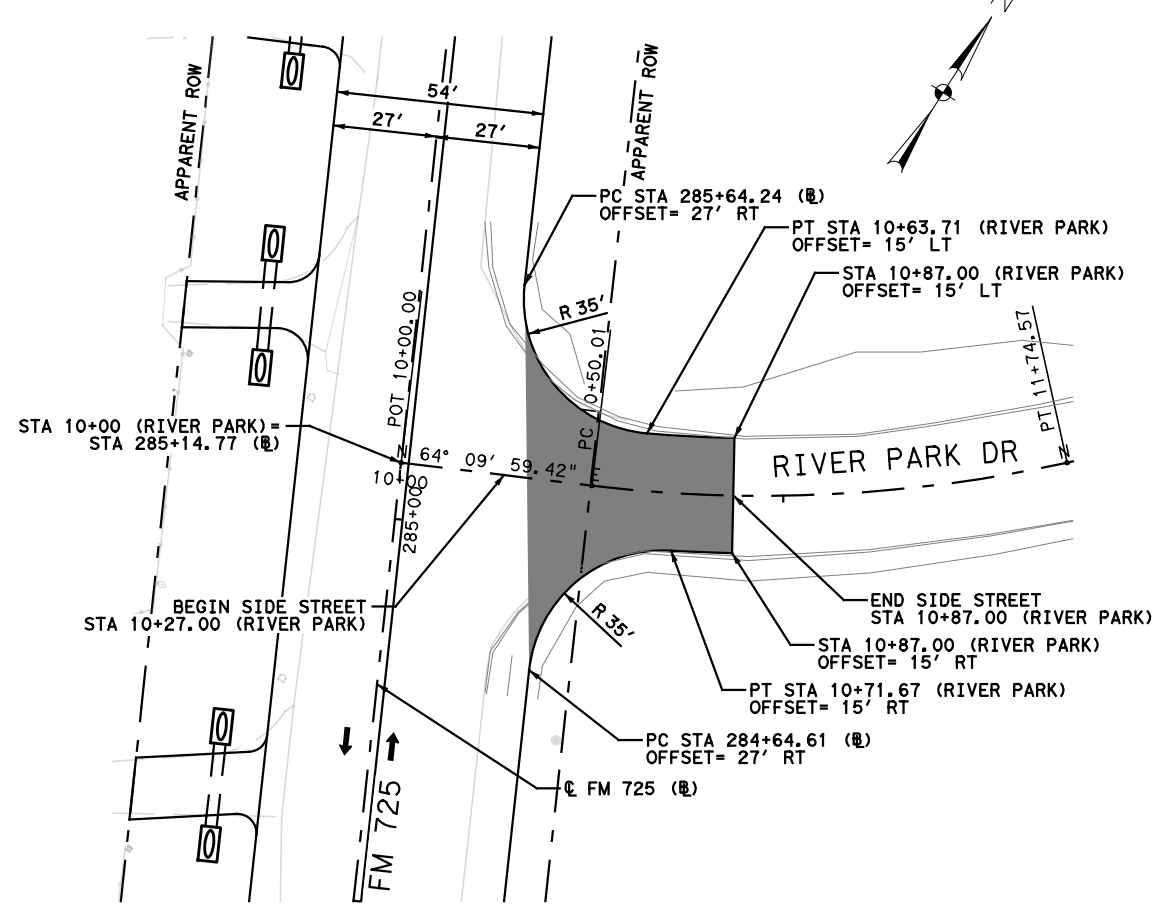 APPARENT ROW
APPARENT ROW
54'
27'
27'
PC STA 285+64.24 (BL)
OFFSET= 27' RT
PT STA 10+63.71 (RIVER PARK)
OFFSET= 15' LT
STA 10+87.00 (RIVER PARK)
OFFSET= 15' LT
R 35'
POT 10+00.00
PC 10+50.01
PT 11+74.57
STA 10+00 (RIVER PARK)=
STA 285+14.77 (BL)
64° 09' 59.42"
10+00
285+00
RIVER PARK DR
BEGIN SIDE STREET
STA 10+27.00 (RIVER PARK)
END SIDE STREET
STA 10+87.00 (RIVER PARK)
R 35'
STA 10+87.00 (RIVER PARK)
OFFSET= 15' RT
PT STA 10+71.67 (RIVER PARK)
OFFSET= 15' RT
PC STA 284+64.61 (BL)
OFFSET= 27' RT
CL FM 725 (BL)
FM 725